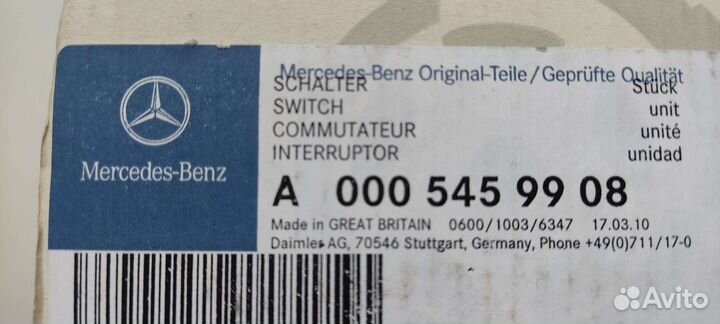 Mercedes-Benz Original-Teile/Geprüfte Qualität
SCHALTER Stück
SWITCH unit
COMMUTATEUR unité
INTERRUPTOR unidad
Mercedes-Benz
A 000 545 99 08
Made in GREAT BRITAIN 0600/1003/6347 17.03.10
Daimler AG, 70546 Stuttgart, Germany, Phone +49(0)711/17-0
Avito